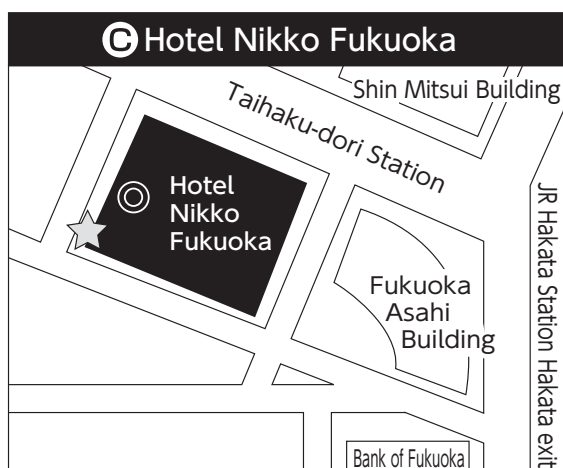 C Hotel Nikko Fukuoka
Shin Mitsui Building
Taihaku-dori Station
Hotel
Nikko
Fukuoka
JR Hakata Station Hakata exit
Fukuoka
Asahi
Building
Bank of Fukuoka